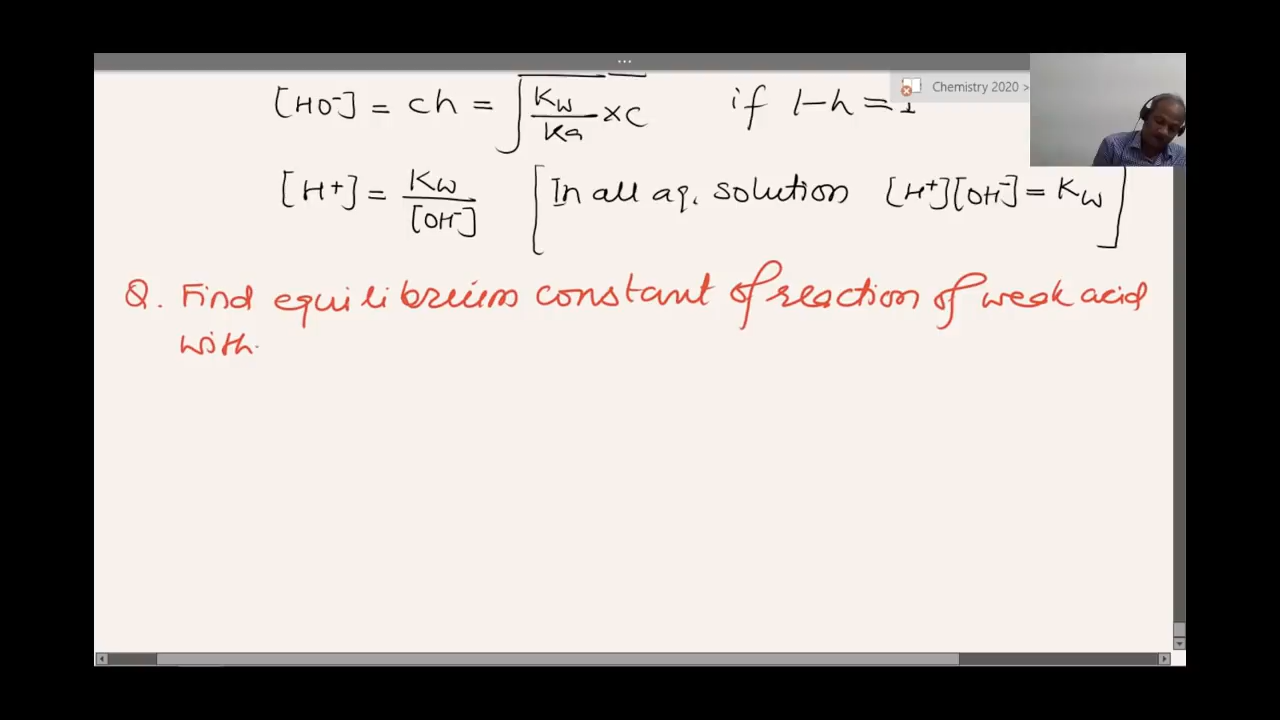 ...
Chemistry 2020 >
[HO⁻] = ch = √(Kw/Ka × C) if 1-h = 1
[H+] = Kw/[OH⁻] [In all aq. solution [H⁺][OH⁻] = Kw]
Q. Find equilibrium constant of reaction of weak acid
with